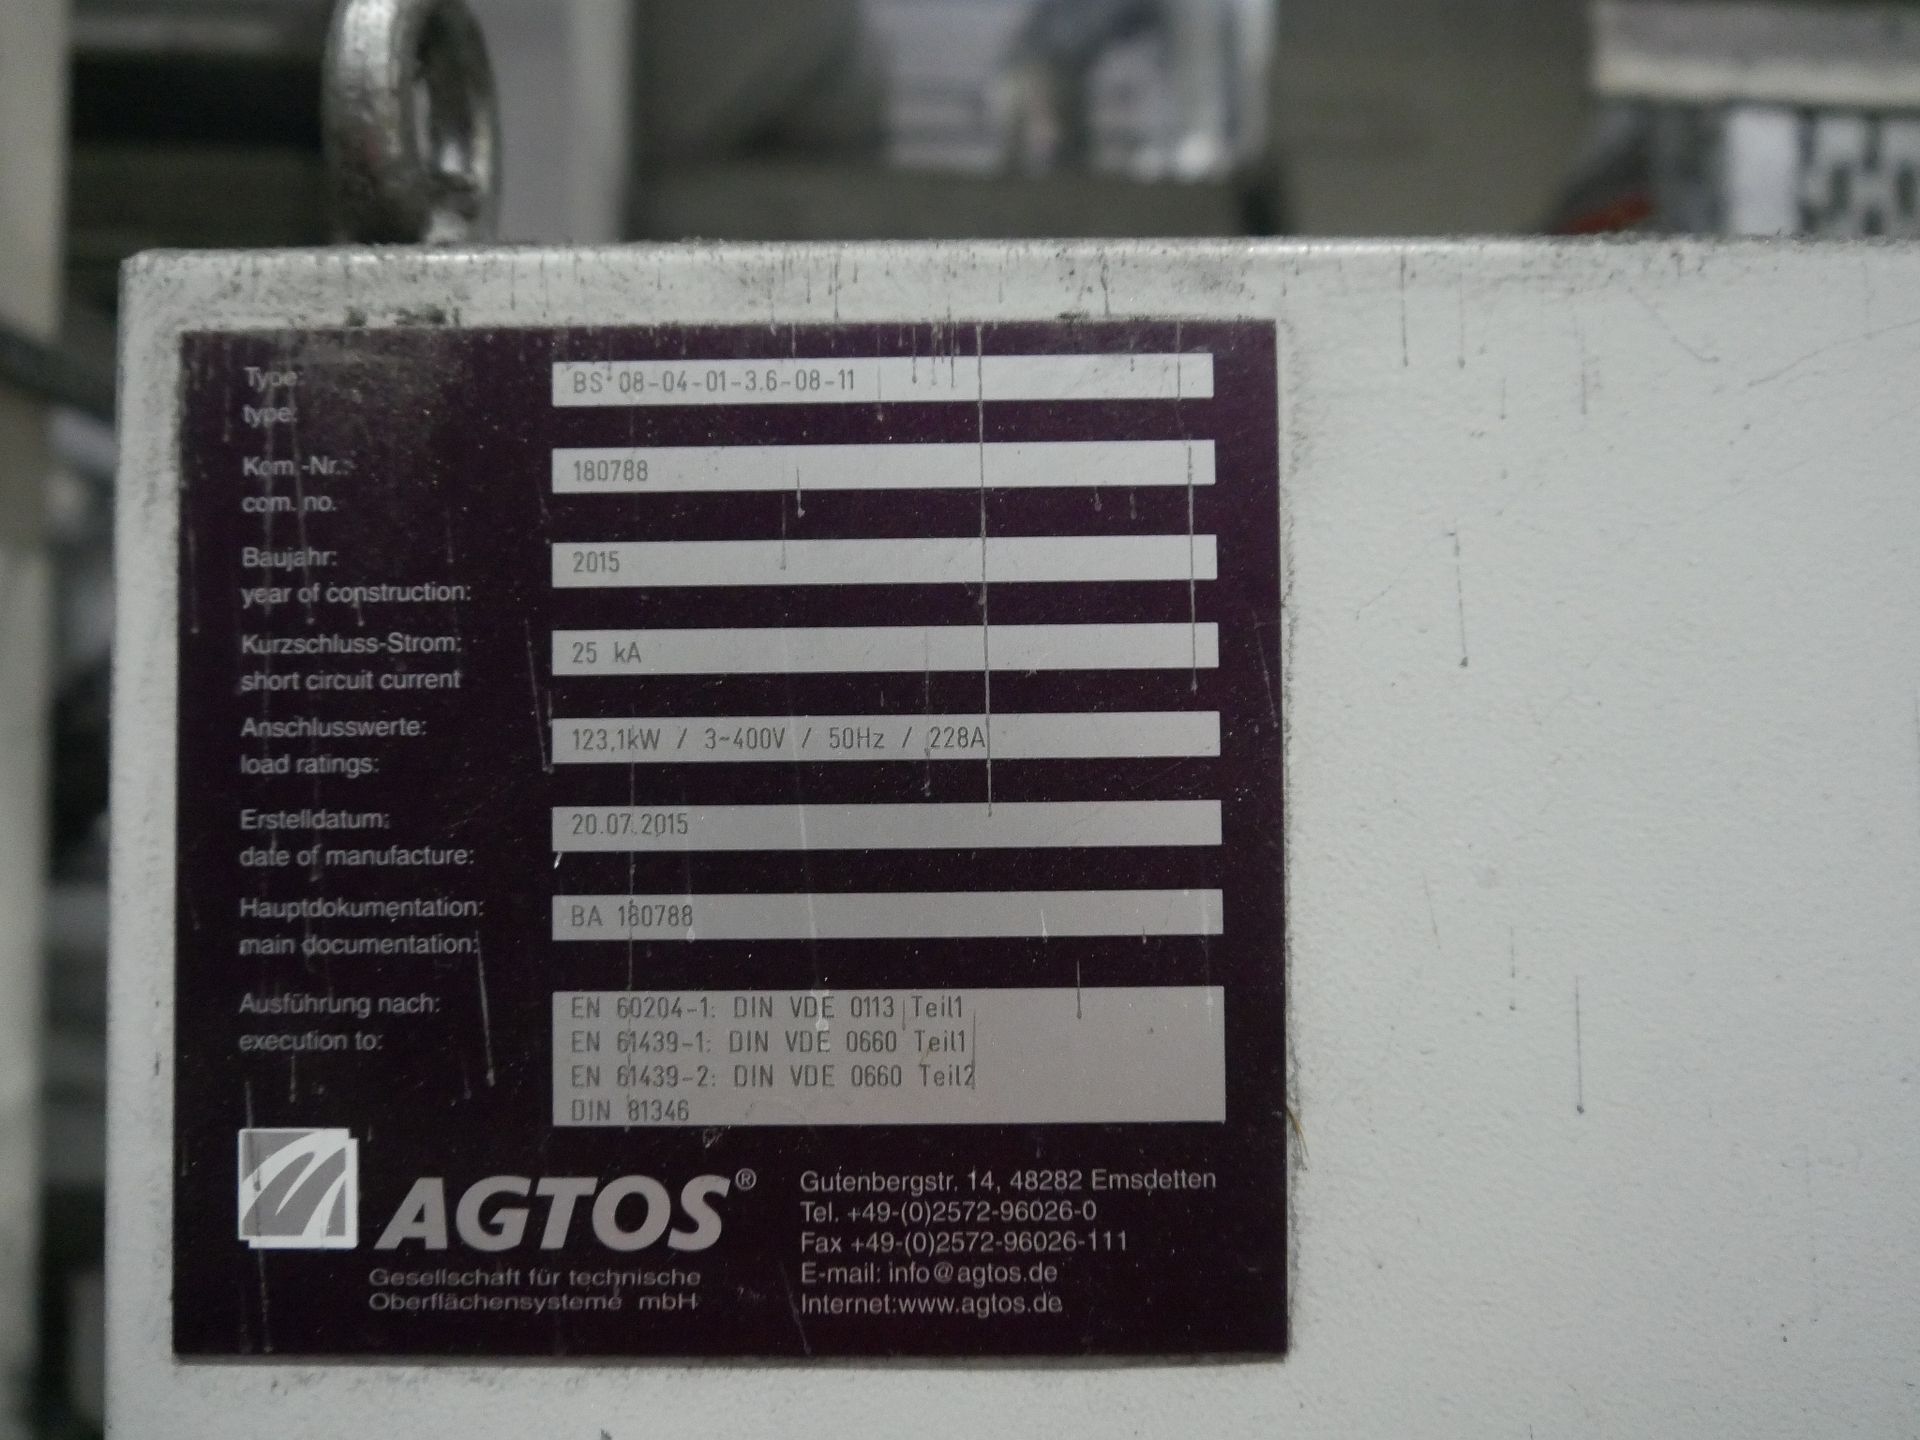 Type:
type:
BS 08-04-01-3.6-08-11
Kom.-Nr.:
com. no.
180788
Baujahr:
year of construction:
2015
Kurzschluss-Strom:
short circuit current
25 kA
Anschlusswerte:
load ratings:
123,1kW / 3~400V / 50Hz / 228A
Erstelldatum:
date of manufacture:
20.07.2015
Hauptdokumentation:
main documentation:
BA 180788
Ausführung nach:
execution to:
EN 60204-1: DIN VDE 0113 Teil1
EN 61439-1: DIN VDE 0660 Teil1
EN 61439-2: DIN VDE 0660 Teil2
DIN 81346
AGTOS®
Gesellschaft für technische
Oberflächensysteme mbH
Gutenbergstr. 14, 48282 Emsdetten
Tel. +49-(0)2572-96026-0
Fax +49-(0)2572-96026-111
E-mail: info@agtos.de
Internet:www.agtos.de